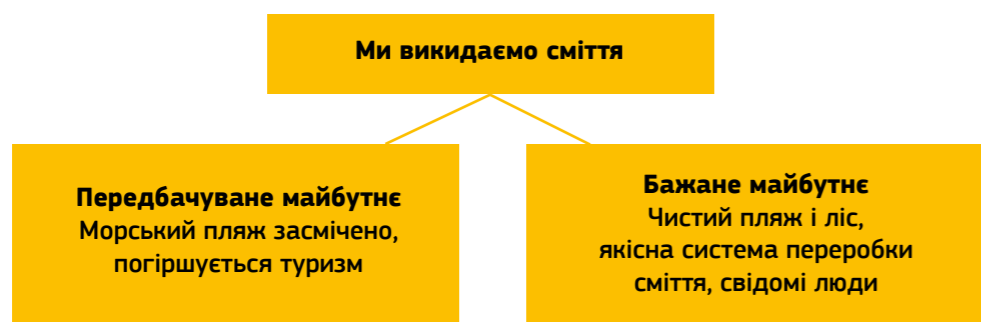 Ми викидаємо сміття
Передбачуване майбутнє
Морський пляж засмічено,
погіршується туризм
Бажане майбутнє
Чистий пляж і ліс,
якісна система переробки
сміття, свідомі люди